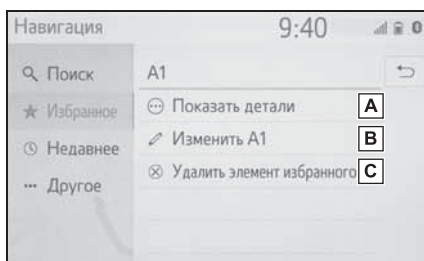 Навигация 9:40
Поиск
Избранное
Недавнее
Другое
A1
Показать детали A
Изменить A1 B
Удалить элемент избранного C